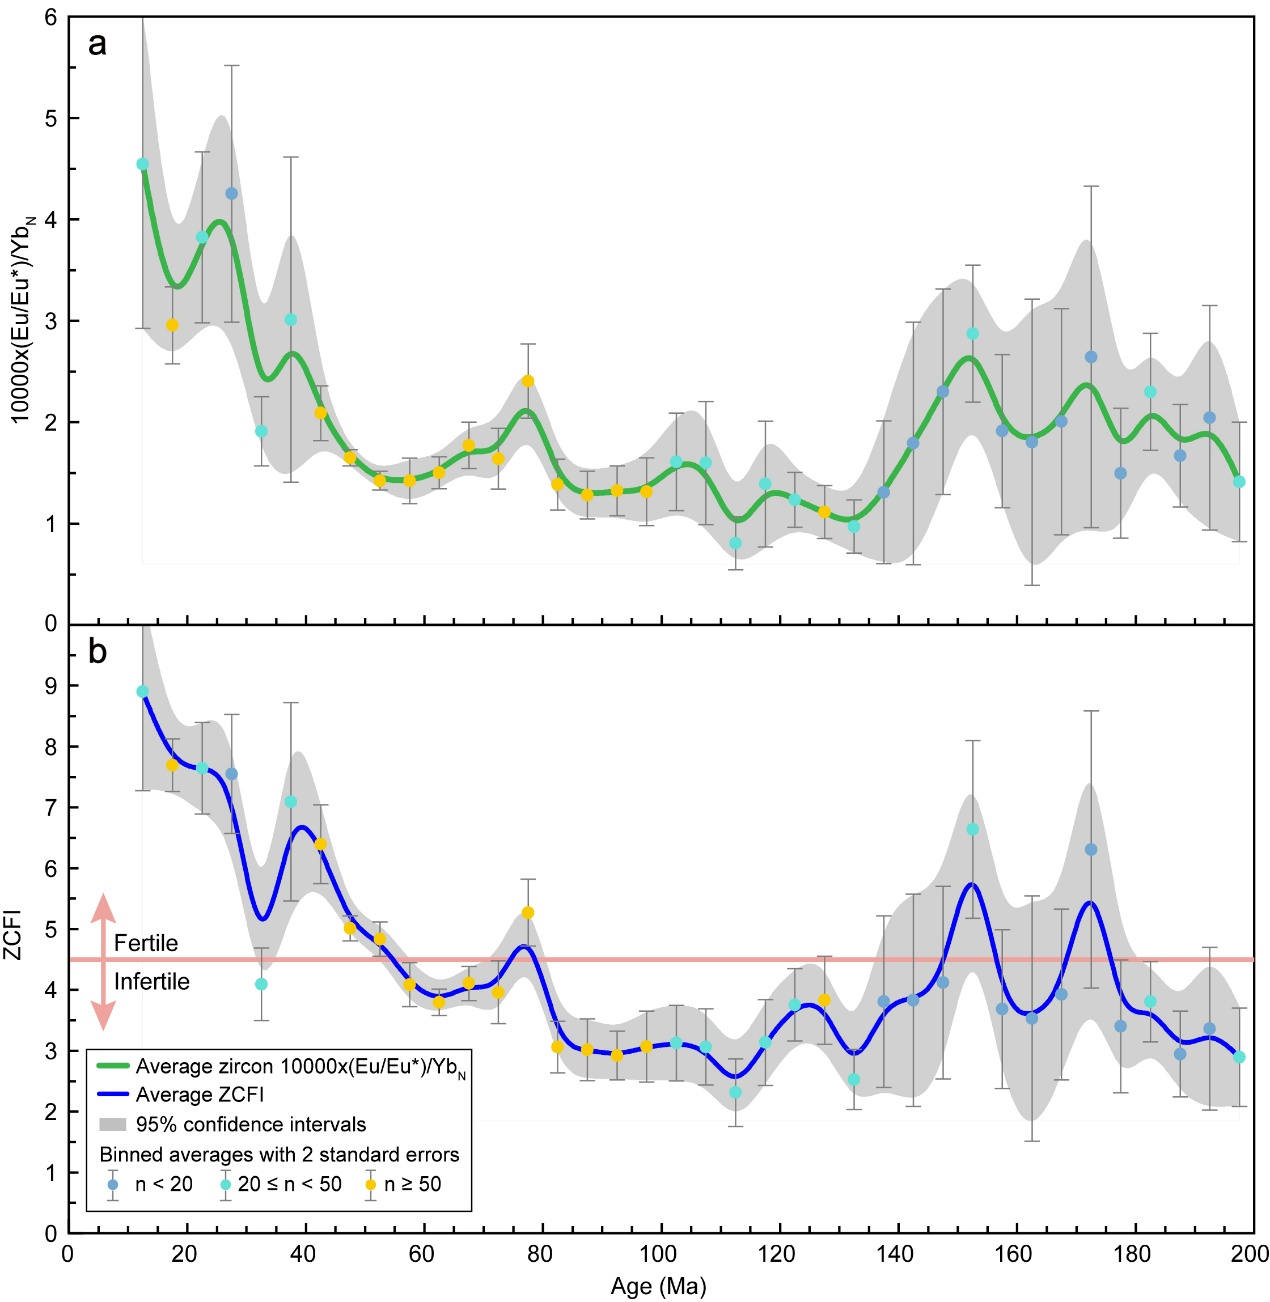 a
6
5
4
3
2
1
0
10000x(Eu/Eu*)/Yb_N
b
9
8
7
6
5
4
3
2
1
0
ZCFI
Fertile
Infertile
Average zircon 10000x(Eu/Eu*)/Yb_N
Average ZCFI
95% confidence intervals
Binned averages with 2 standard errors
n < 20 20 ≤ n < 50 n ≥ 50
0 20 40 60 80 100 120 140 160 180 200
Age (Ma)